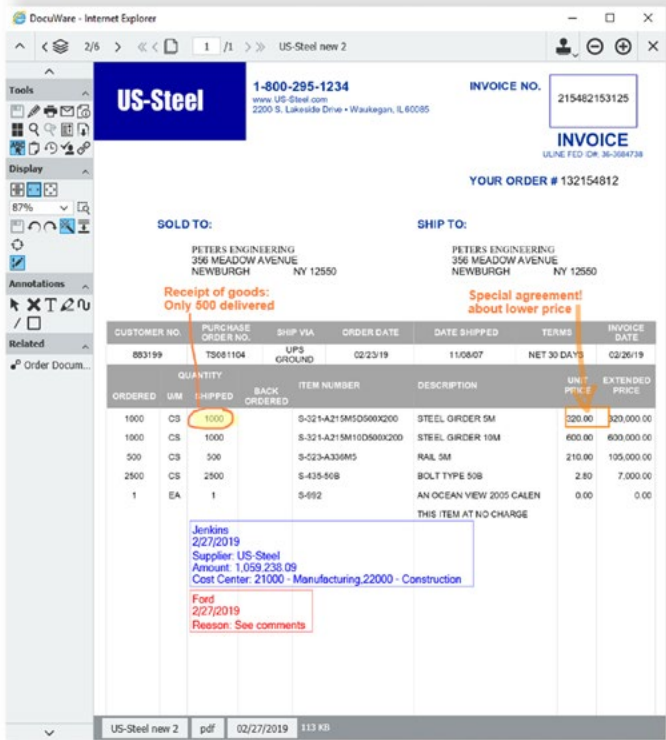 DocuWare - Internet Explorer
2/6
1 /1
US-Steel new 2
Tools
Display
87%
Annotations
Related
Order Docum...
US-Steel
1-800-295-1234
www.US-Steel.com
2200 S. Lakeside Drive • Waukegan, IL 60085
INVOICE NO.
215482153125
INVOICE
ULINE FED ID#: 36-3684738
YOUR ORDER # 132154812
SOLD TO:
SHIP TO:
PETERS ENGINEERING
356 MEADOW AVENUE
NEWBURGH NY 12550
PETERS ENGINEERING
356 MEADOW AVENUE
NEWBURGH NY 12550
Receipt of goods:
Only 500 delivered
Special agreement!
about lower price
CUSTOMER NO. PURCHASE ORDER NO. SHIP VIA ORDER DATE DATE SHIPPED TERMS INVOICE DATE
883199 TS081104 UPS GROUND 02/23/19 11/08/07 NET 30 DAYS 02/26/19
QUANTITY
ORDERED U/M SHIPPED BACK ORDERED ITEM NUMBER DESCRIPTION UNIT PRICE EXTENDED PRICE
1000 CS 1000 S-321-A215M5D500X200 STEEL GIRDER 5M 320.00 320,000.00
1000 CS 1000 S-321-A215M10D500X200 STEEL GIRDER 10M 600.00 600,000.00
500 CS 500 S-523-A336M5 RAIL 5M 210.00 105,000.00
2500 CS 2500 S-435-50B BOLT TYPE 50B 2.80 7,000.00
1 EA 1 S-692 AN OCEAN VIEW 2005 CALEN 0.00 0.00
THIS ITEM AT NO CHARGE
Jenkins
2/27/2019
Supplier: US-Steel
Amount: 1,059,238.09
Cost Center: 21000 - Manufacturing,22000 - Construction
Ford
2/27/2019
Reason: See comments
US-Steel new 2 pdf 02/27/2019 113 KB